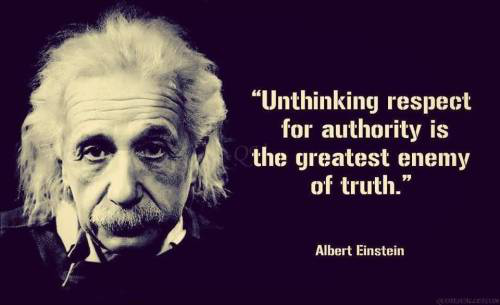 “Unthinking respect
for authority is
the greatest enemy
of truth.”
Albert Einstein